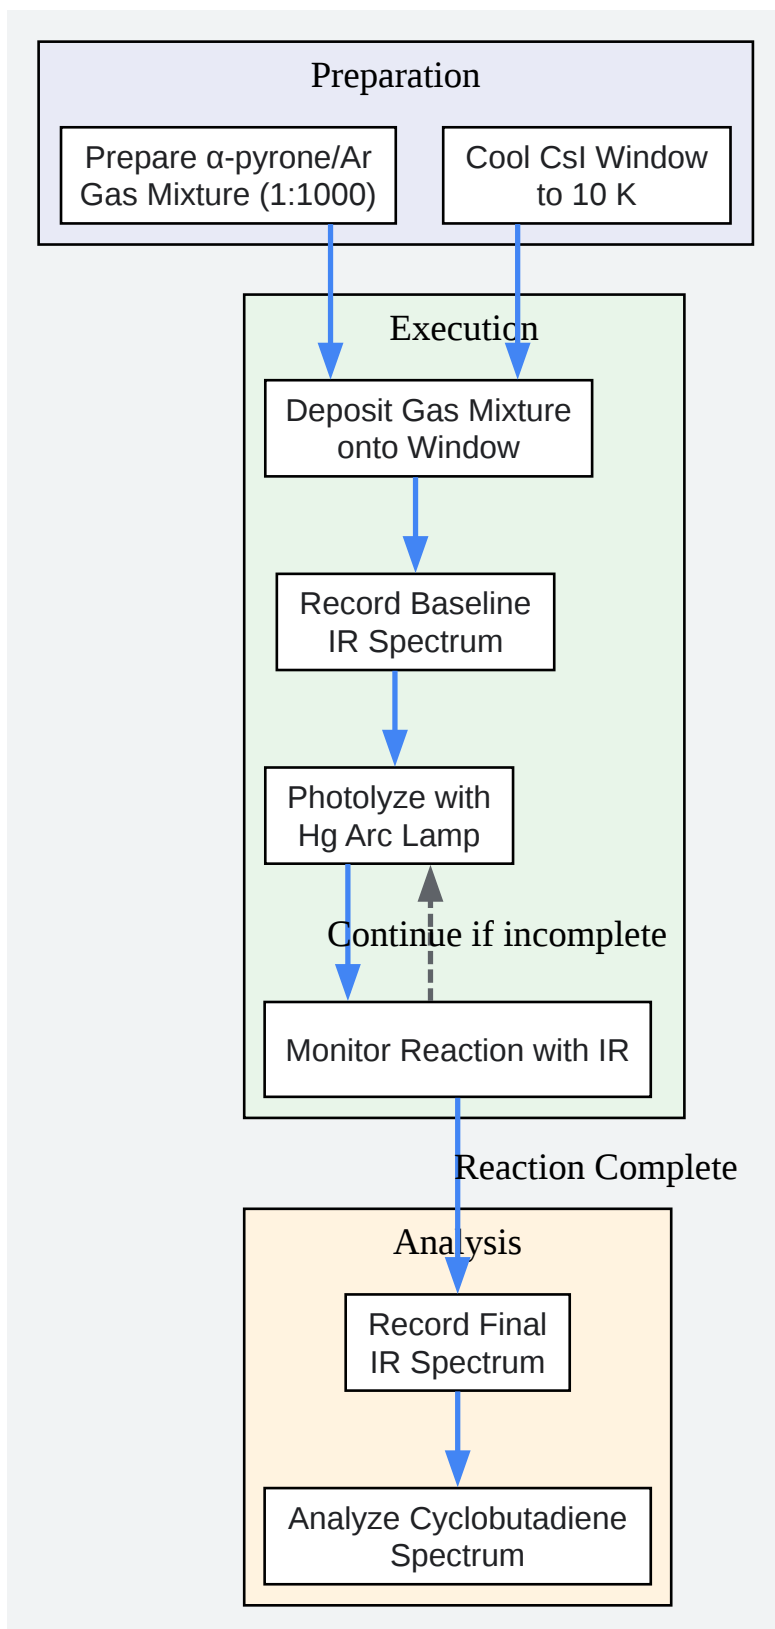 Preparation
Prepare α-pyrone/Ar
Gas Mixture (1:1000)
Cool CsI Window
to 10 K
Execution
Deposit Gas Mixture
onto Window
Record Baseline
IR Spectrum
Photolyze with
Hg Arc Lamp
Continue if incomplete
Monitor Reaction with IR
Reaction Complete
Analysis
Record Final
IR Spectrum
Analyze Cyclobutadiene
Spectrum